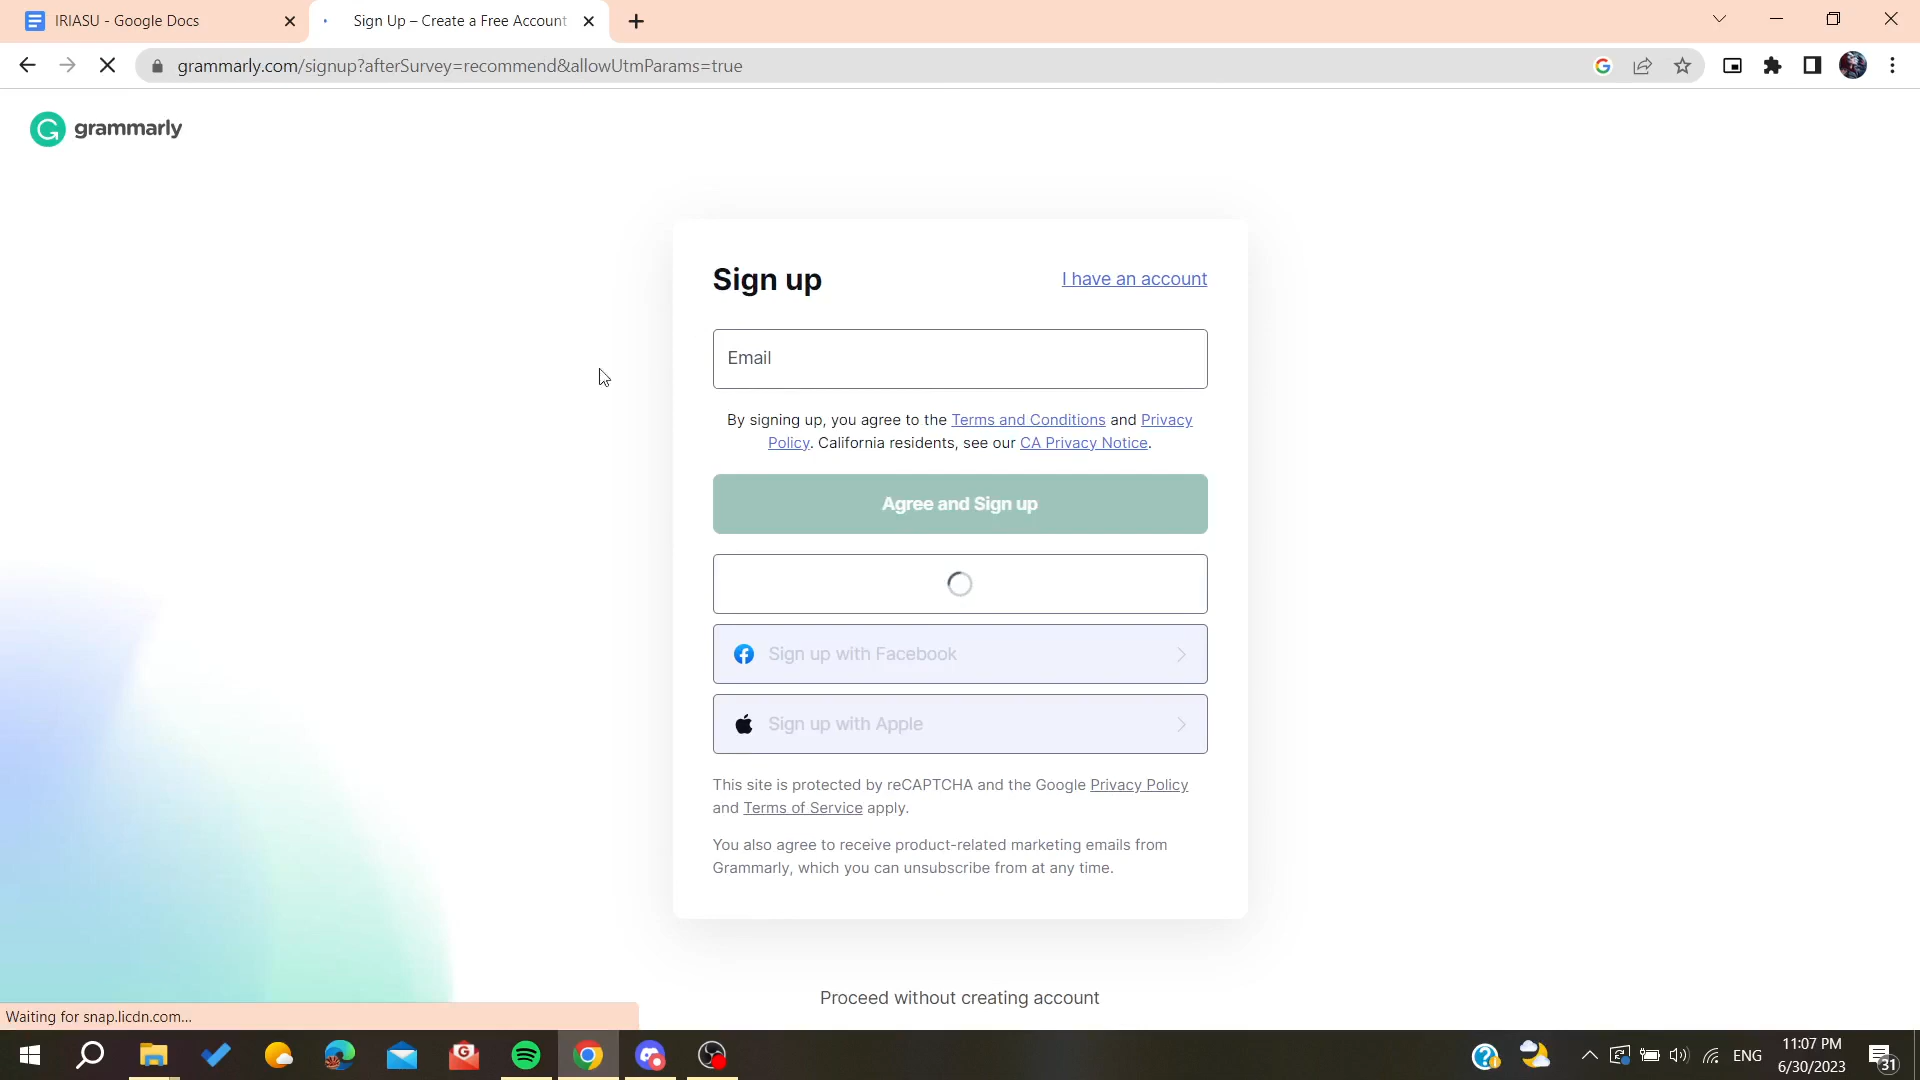 IRIASU - Google Docs
Sign Up – Create a Free Account
grammarly.com/signup?afterSurvey=recommend&allowUtmParams=true
grammarly
Sign up
I have an account
Email
By signing up, you agree to the Terms and Conditions and Privacy
Policy. California residents, see our CA Privacy Notice.
Agree and Sign up
Sign up with Facebook
Sign up with Apple
This site is protected by reCAPTCHA and the Google Privacy Policy
and Terms of Service apply.
You also agree to receive product-related marketing emails from
Grammarly, which you can unsubscribe from at any time.
Proceed without creating account
Waiting for snap.licdn.com...
ENG
11:07 PM
6/30/2023
31